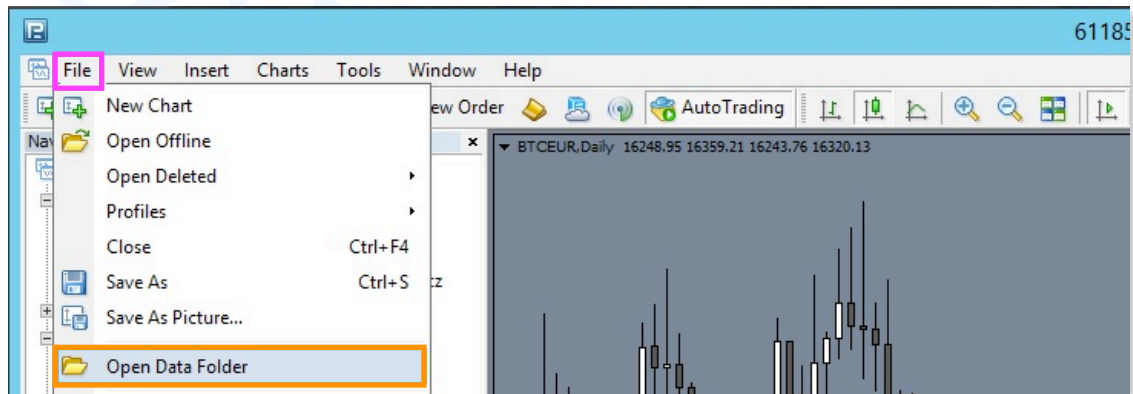 61185
File View Insert Charts Tools Window Help
New Chart
ew Order AutoTrading
Open Offline
Nav
BTCEUR,Daily 16248.95 16359.21 16243.76 16320.13
Open Deleted
Profiles
Close Ctrl+F4
Save As Ctrl+S
Save As Picture...
Open Data Folder